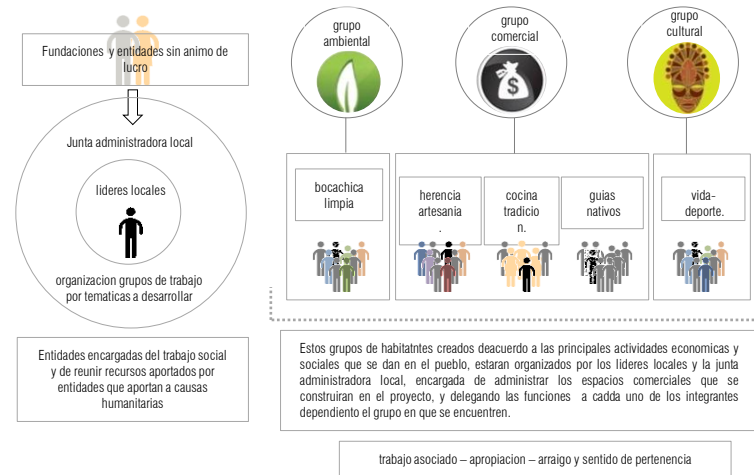 Fundaciones y entidades sin animo de
lucro
Junta administradora local
lideres locales
organizacion grupos de trabajo
por tematicas a desarrollar
Entidades encargadas del trabajo social
y de reunir recursos aportados por
entidades que aportan a causas
humanitarias
grupo
ambiental
grupo
comercial
$
grupo
cultural
bocachica
limpia
herencia
artesania
.
cocina
tradicio
n.
guias
nativos
vida-
deporte.
Estos grupos de habitatntes creados deacuerdo a las principales actividades economicas y
sociales que se dan en el pueblo, estaran organizados por los lideres locales y la junta
administradora local, encargada de administrar los espacios comerciales que se
construiran en el proyecto, y delegando las funciones a cadda uno de los integrantes
dependiento el grupo en que se encuentren.
trabajo asociado – apropiacion – arraigo y sentido de pertenencia